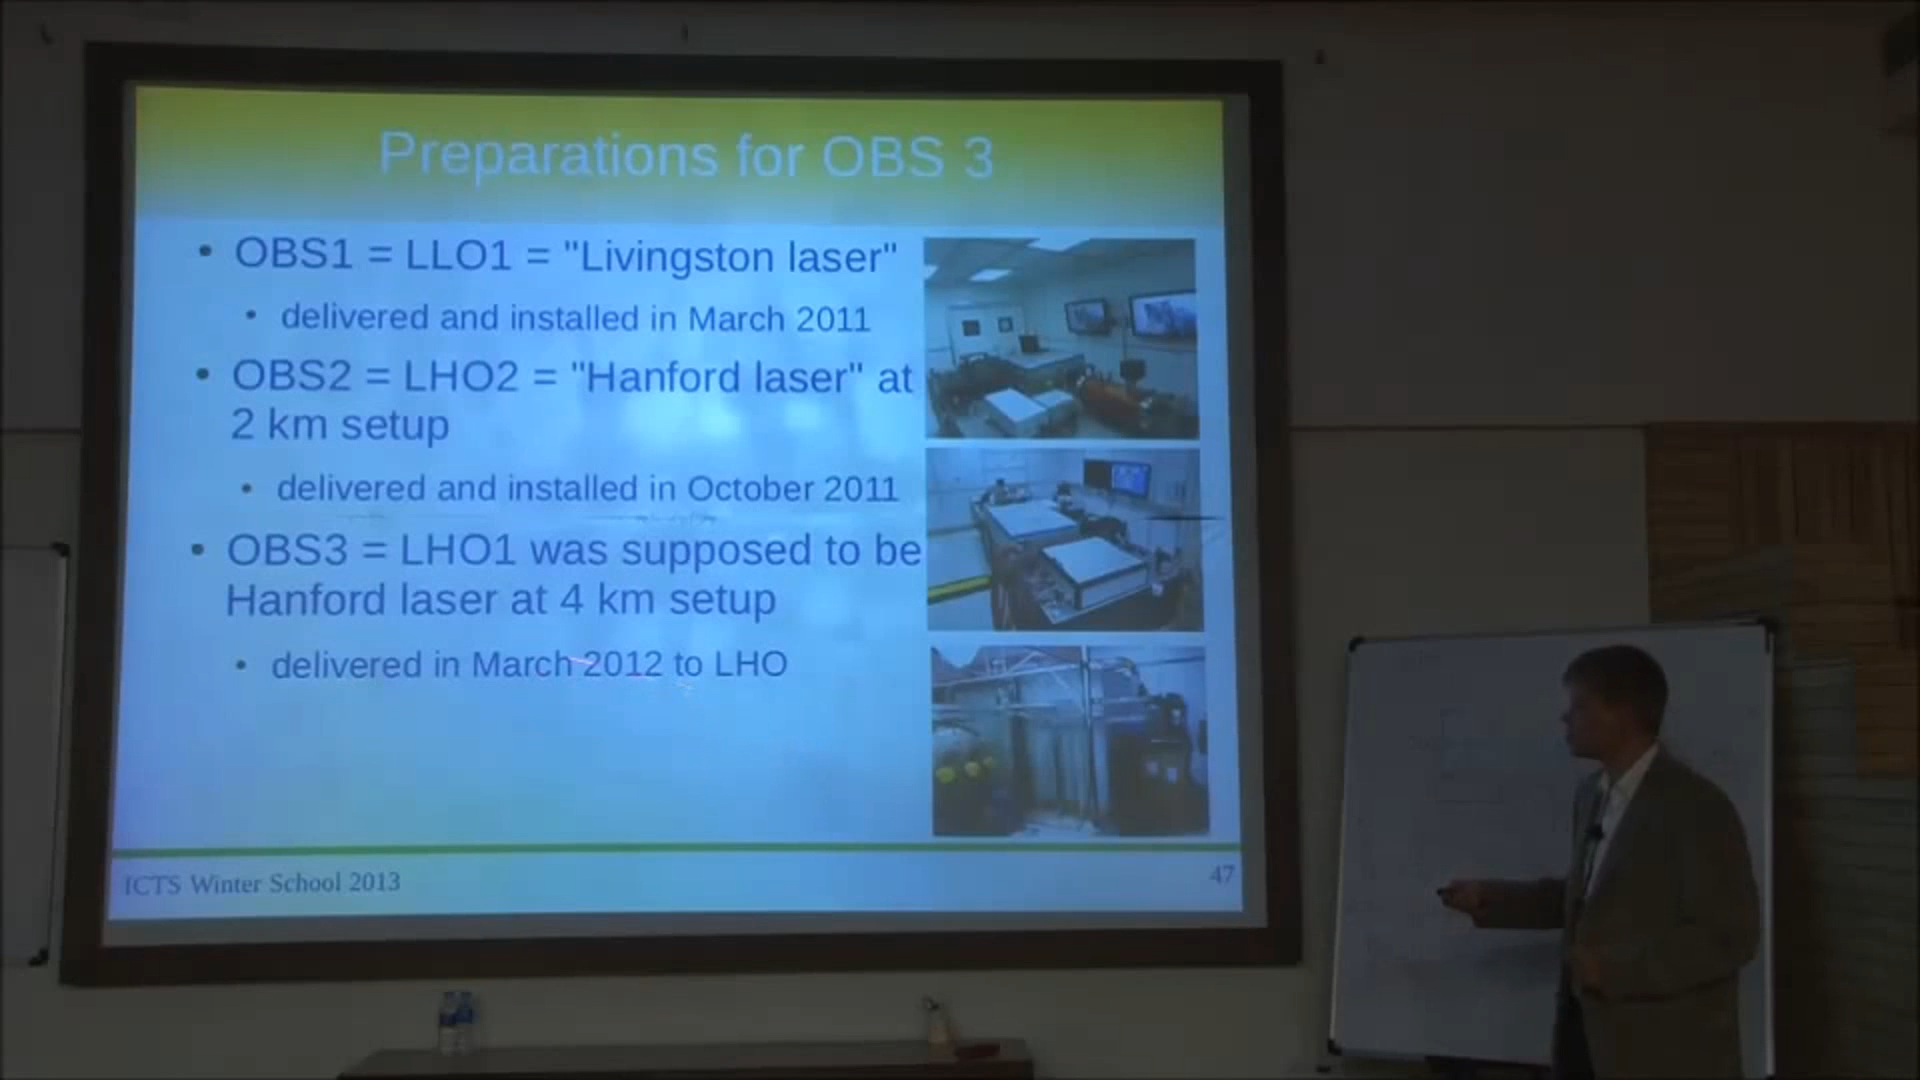 Preparations for OBS 3
• OBS1 = LLO1 = "Livingston laser"
• delivered and installed in March 2011
• OBS2 = LHO2 = "Hanford laser" at
2 km setup
• delivered and installed in October 2011
• OBS3 = LHO1 was supposed to be
Hanford laser at 4 km setup
• delivered in March 2012 to LHO
ICTS Winter School 2013
47